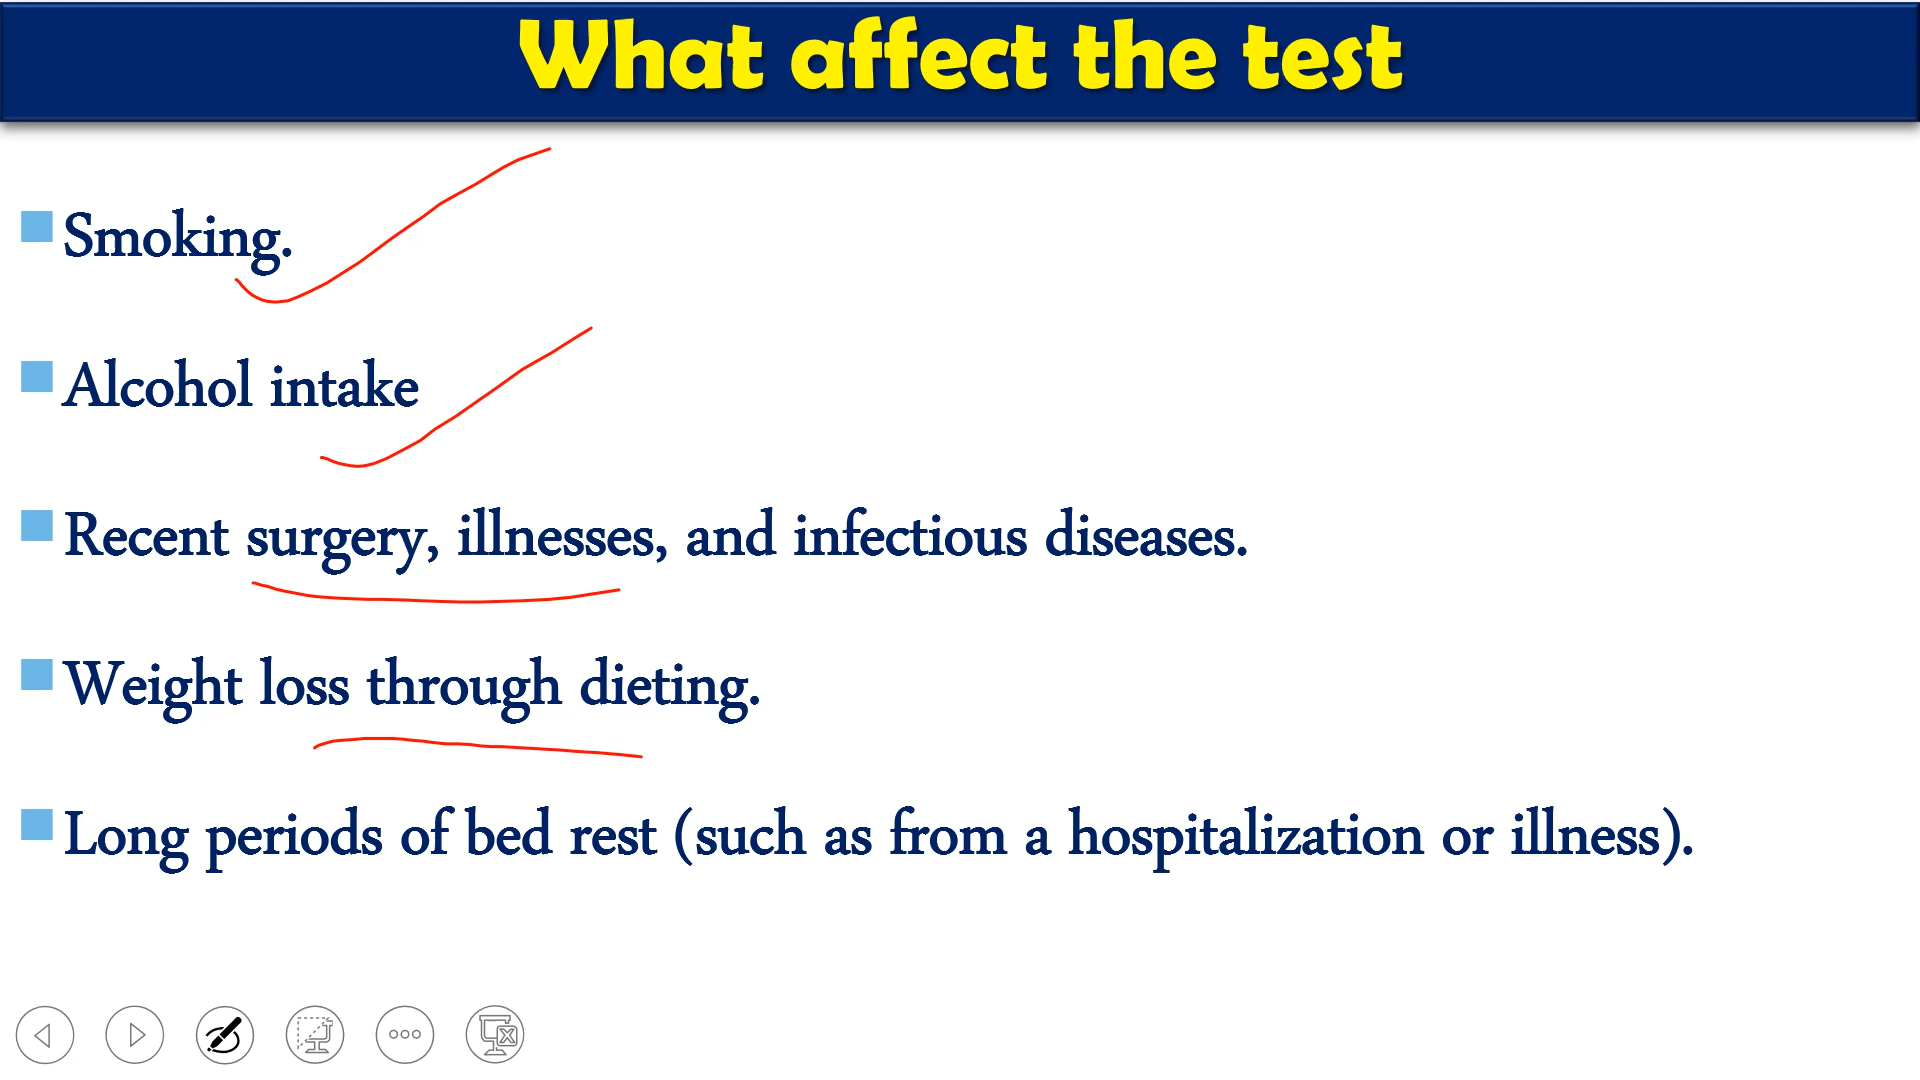 What affect the test
Smoking.
Alcohol intake
Recent surgery, illnesses, and infectious diseases.
Weight loss through dieting.
Long periods of bed rest (such as from a hospitalization or illness).